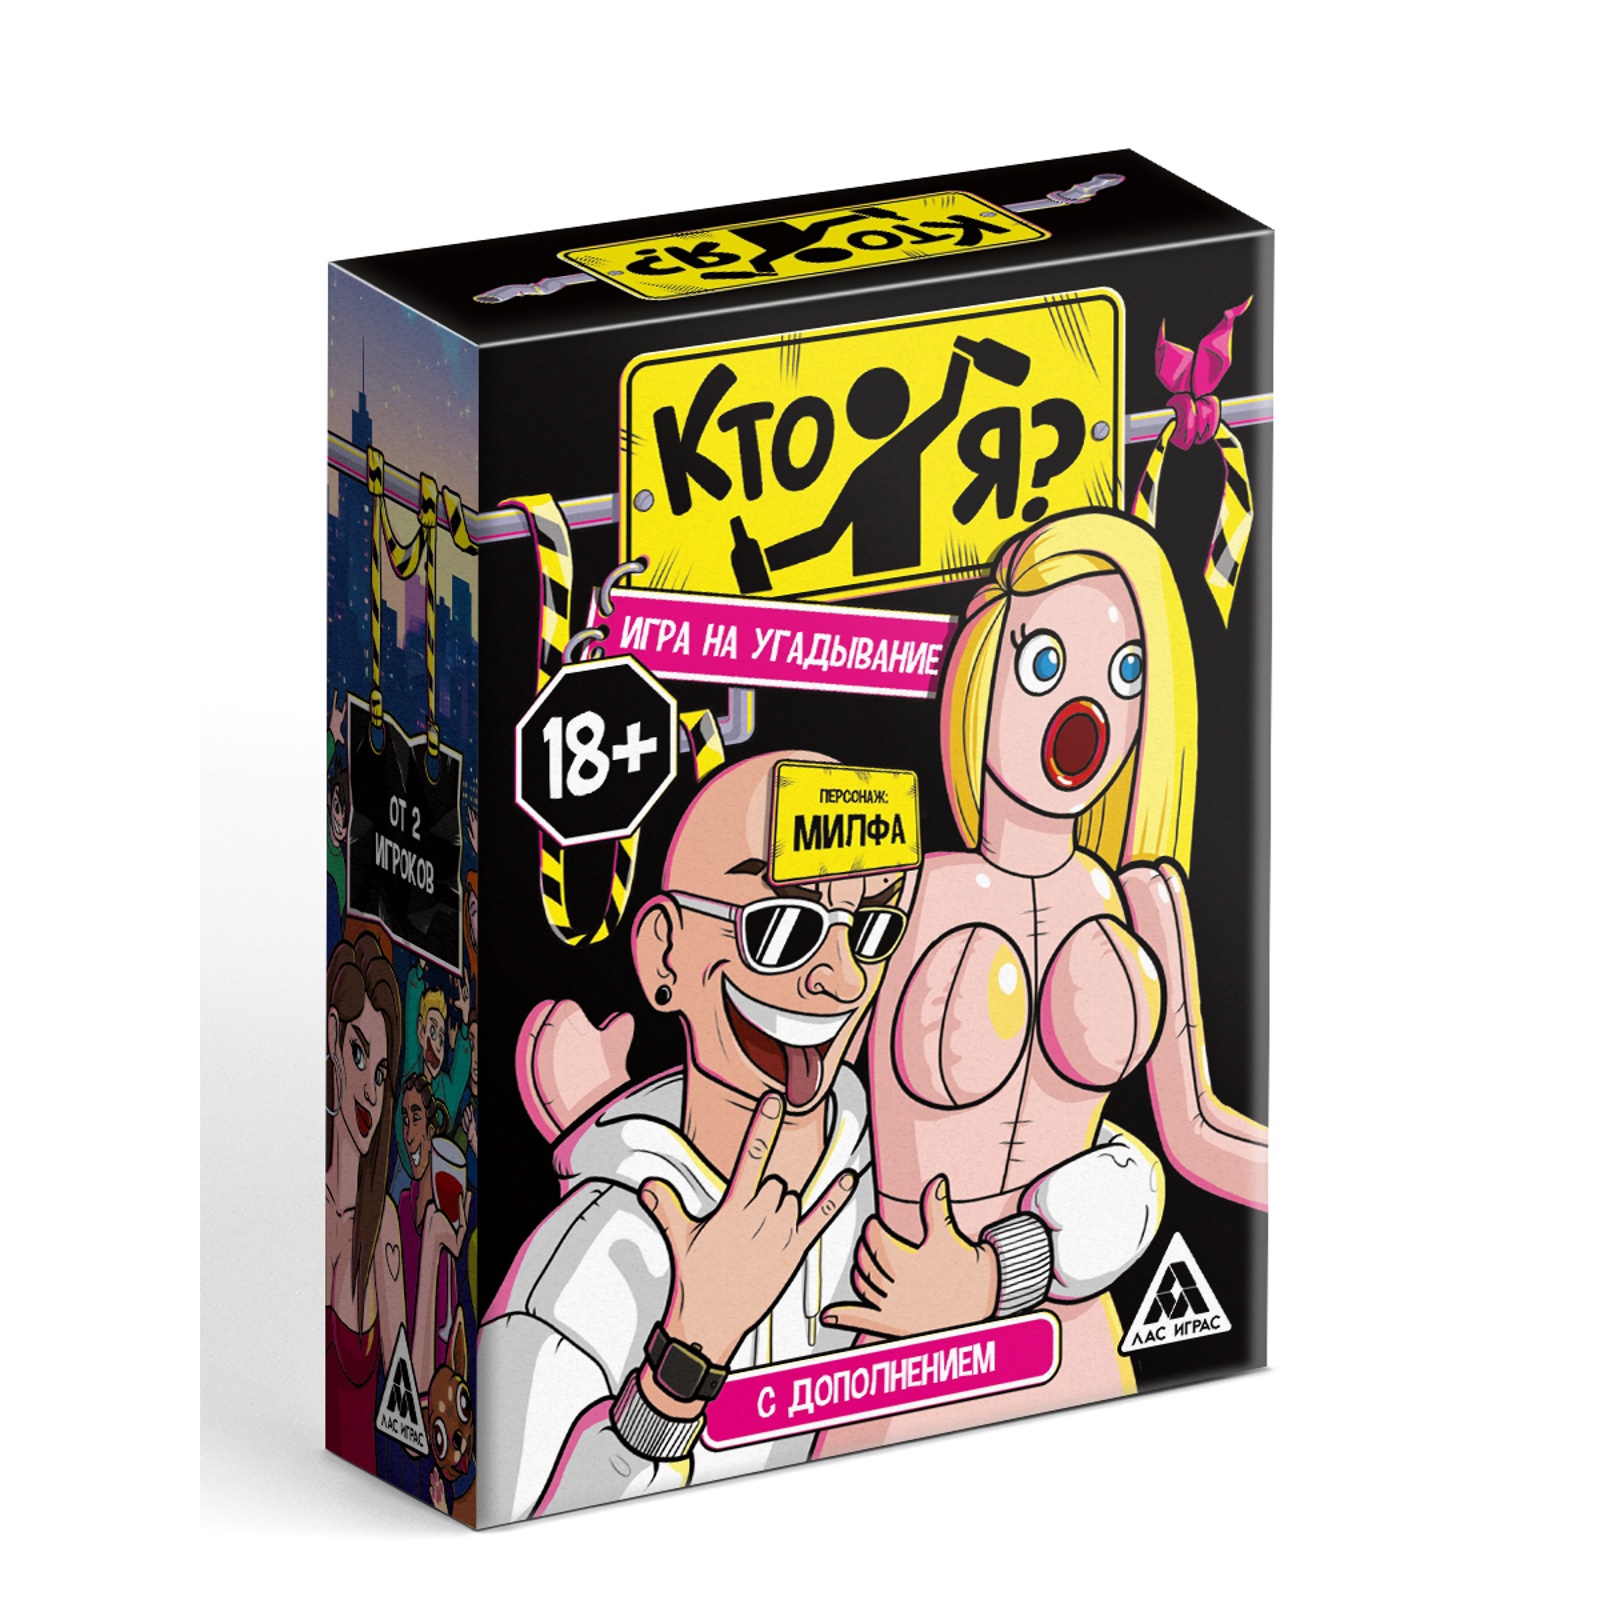 КТО Я?
КТО Я?
ИГРА НА УГАДЫВАНИЕ
18+
ПЕРСОНАЖ:
МИЛФА
ОТ 2
ИГРОКОВ
С ДОПОЛНЕНИЕМ
ЛАС ИГРАС
ЛАС ИГРАС